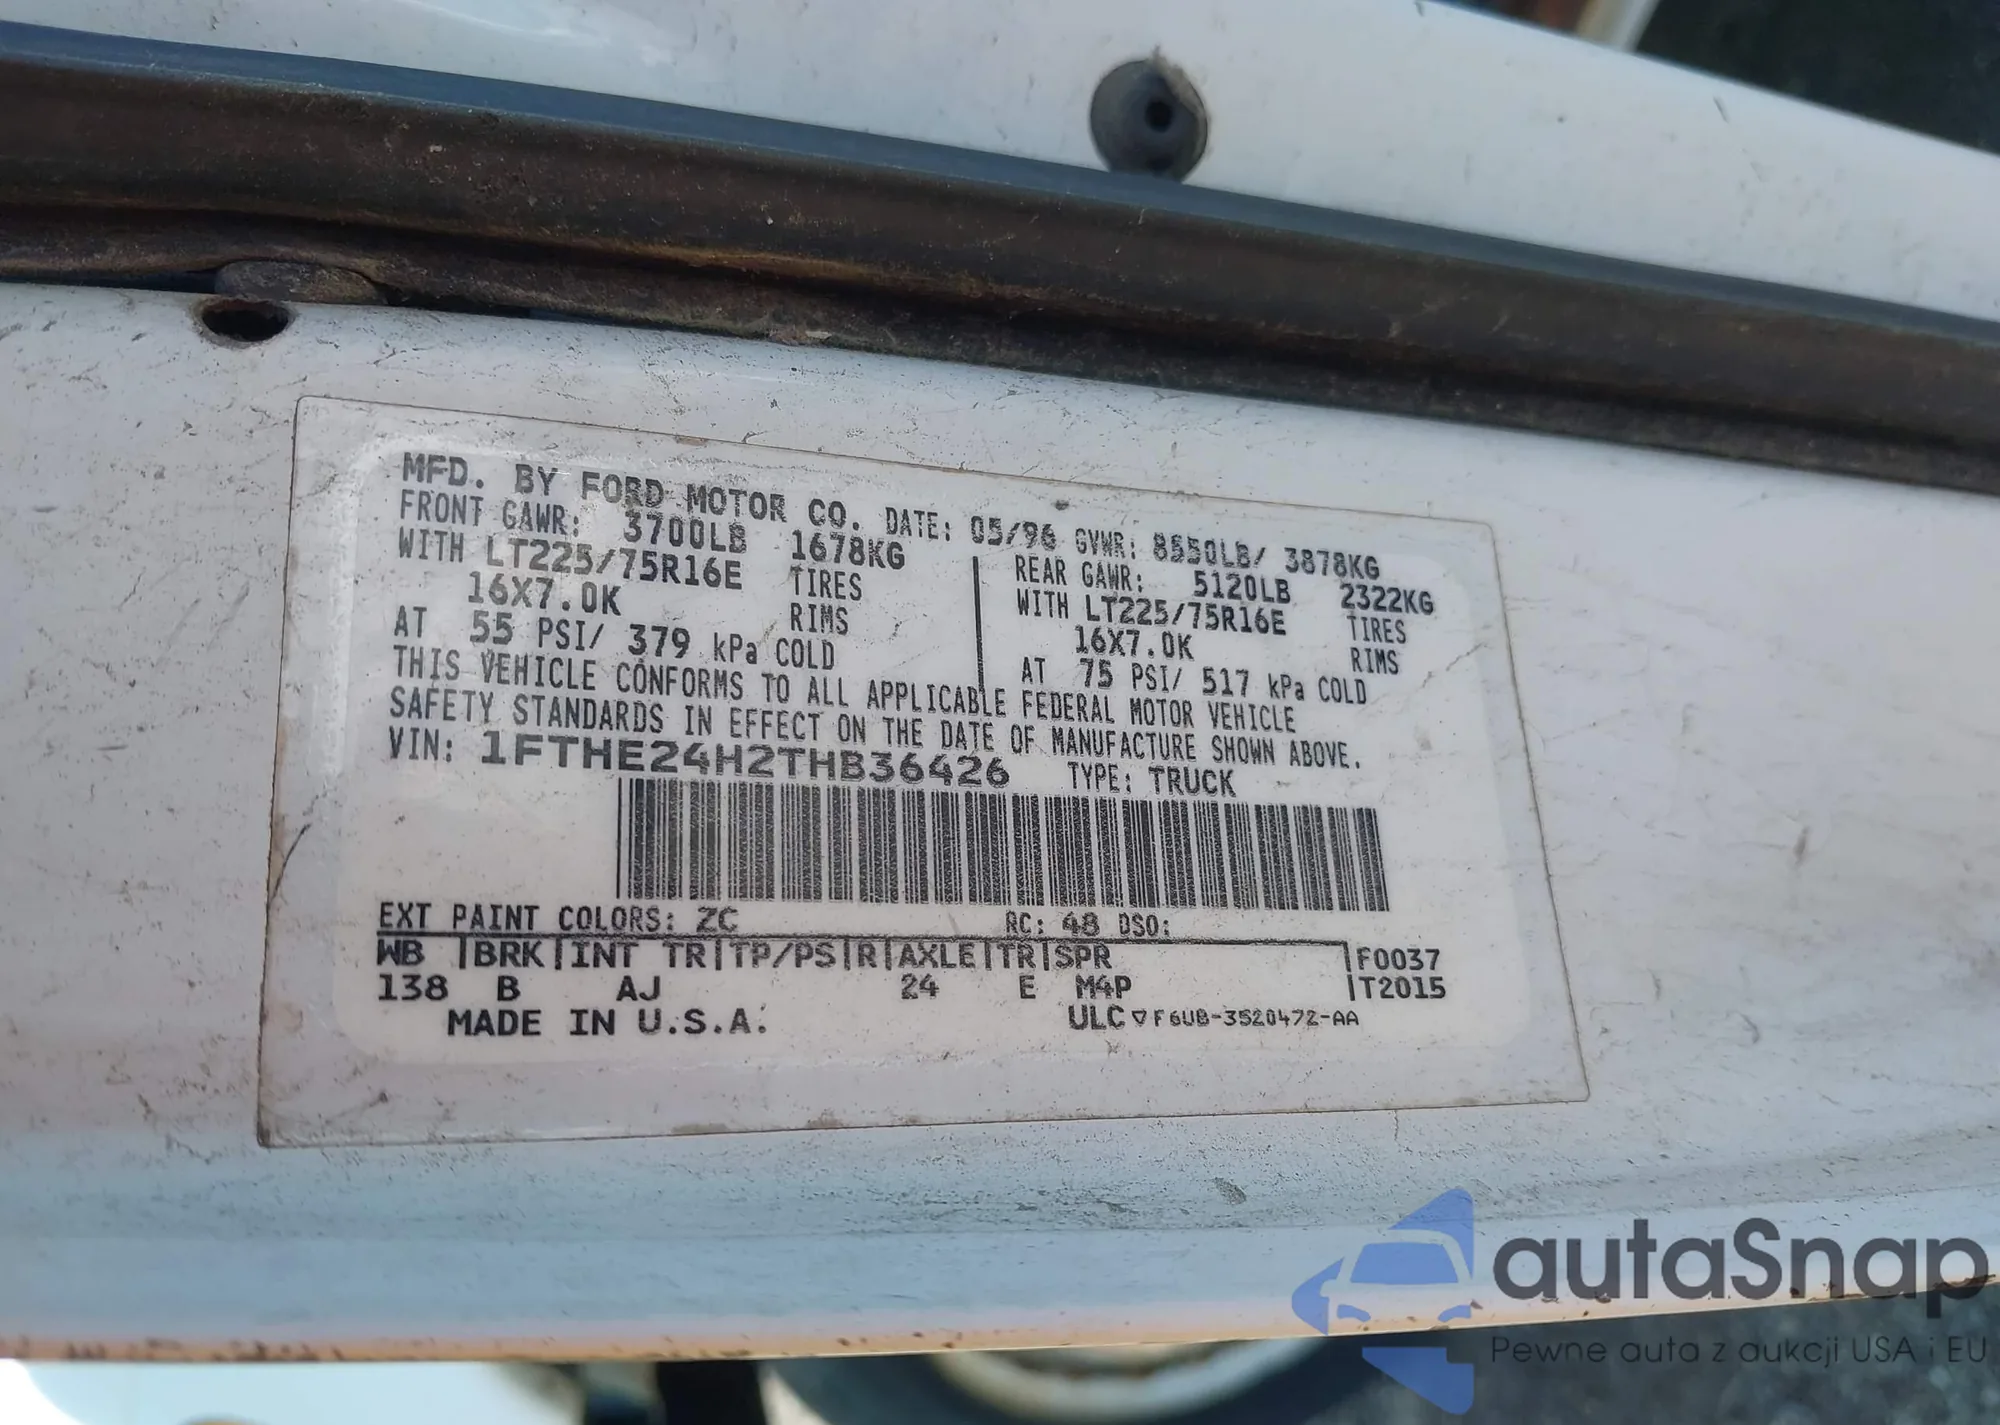 MFD. BY FORD MOTOR CO. DATE: 05/96 GVWR: 8550LB/ 3878KG
FRONT GAWR: 3700LB 1678KG
WITH LT225/75R16E TIRES
16X7.0K RIMS
AT 55 PSI/ 379 kPa COLD
REAR GAWR: 5120LB 2322KG
WITH LT225/75R16E TIRES
16X7.0K RIMS
AT 75 PSI/ 517 kPa COLD
THIS VEHICLE CONFORMS TO ALL APPLICABLE FEDERAL MOTOR VEHICLE
SAFETY STANDARDS IN EFFECT ON THE DATE OF MANUFACTURE SHOWN ABOVE.
VIN: 1FTHE24H2THB36426 TYPE: TRUCK
EXT PAINT COLORS: ZC RC: 48 DSO:
WB |BRK|INT TR|TP/PS|R|AXLE|TR|SPR |F0037
138 B AJ 24 E M4P |T2015
MADE IN U.S.A. ULC ▽ F6UB-3520472-AA
autaSnap
Pewne auta z aukcji USA i EU